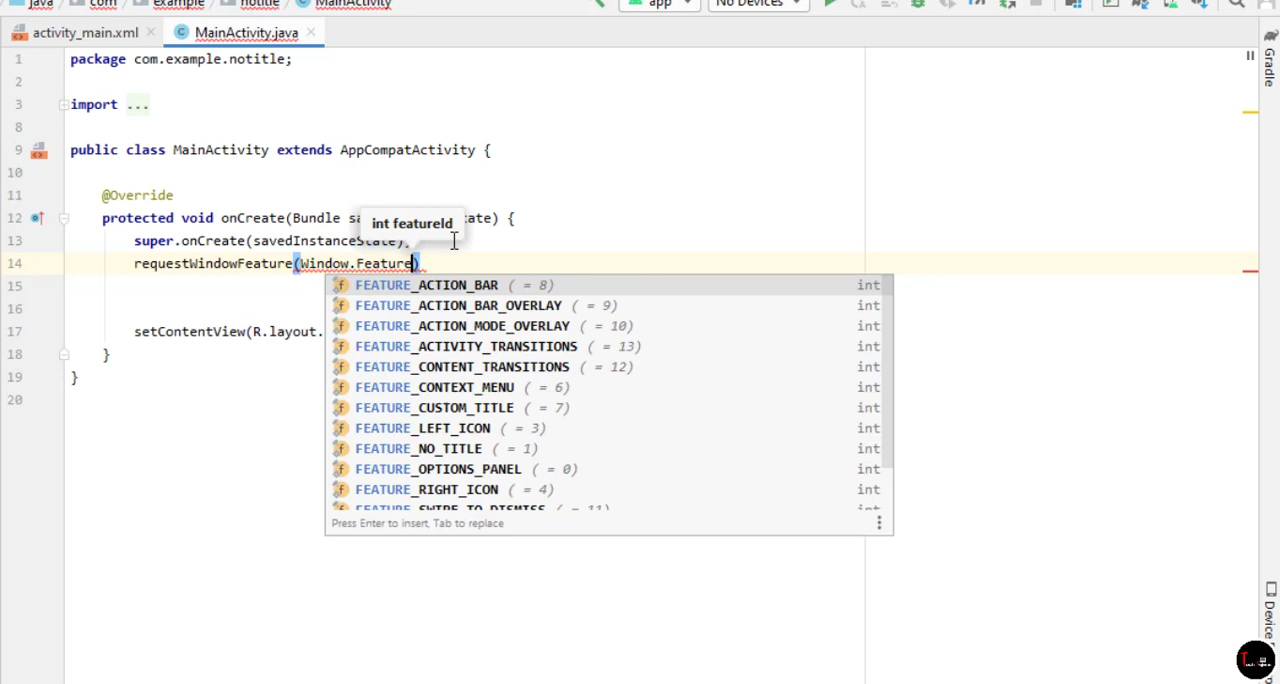 java com example notitle MainActivity app No Devices
activity_main.xml MainActivity.java
1 package com.example.notitle;
2
3 import ...
8
9 public class MainActivity extends AppCompatActivity {
10
11 @Override
12 protected void onCreate(Bundle sa ate) {
int featureId
13 super.onCreate(savedInstanceState);
14 requestWindowFeature(Window.Feature)
FEATURE_ACTION_BAR ( = 8) int
15
FEATURE_ACTION_BAR_OVERLAY ( = 9) int
16
FEATURE_ACTION_MODE_OVERLAY ( = 10) int
17 setContentView(R.layout.
FEATURE_ACTIVITY_TRANSITIONS ( = 13) int
18 }
FEATURE_CONTENT_TRANSITIONS ( = 12) int
19 }
FEATURE_CONTEXT_MENU ( = 6) int
20
FEATURE_CUSTOM_TITLE ( = 7) int
FEATURE_LEFT_ICON ( = 3) int
FEATURE_NO_TITLE ( = 1) int
FEATURE_OPTIONS_PANEL ( = 0) int
FEATURE_RIGHT_ICON ( = 4) int
FEATURE_SWIPE_TO_DISMISS ( = 11) int
Press Enter to insert, Tab to replace
Gradle
Device